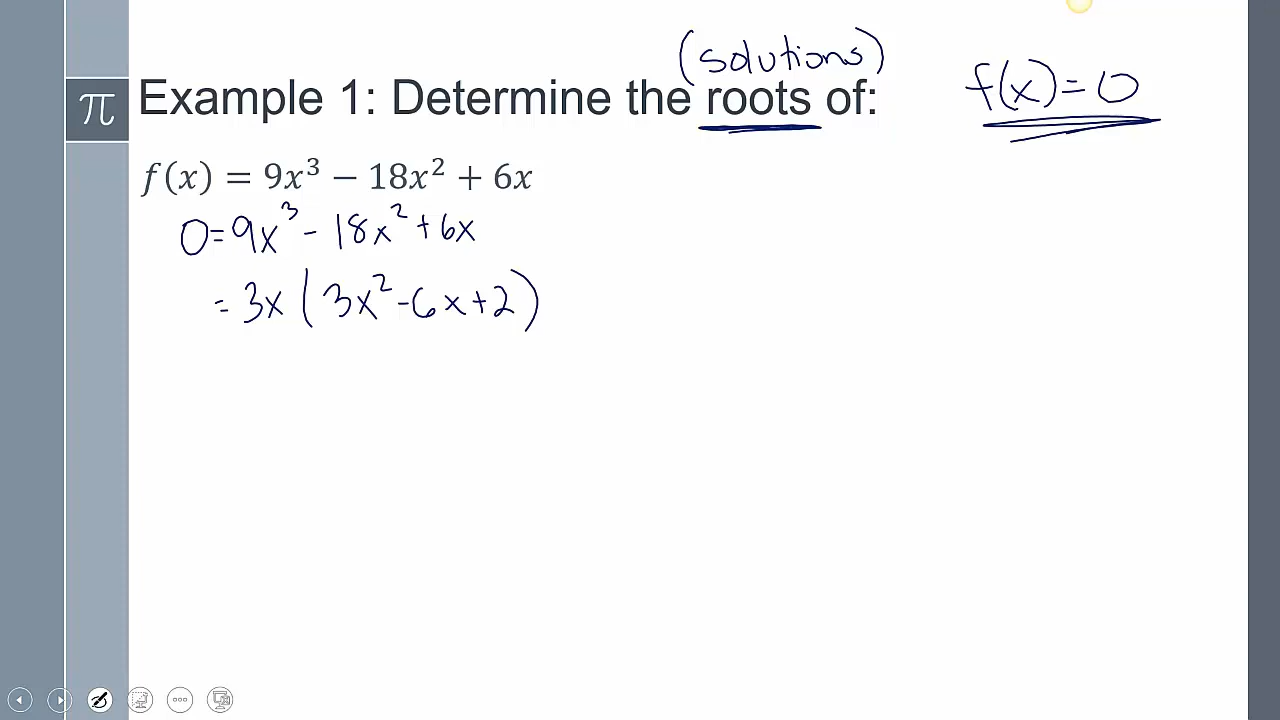 (solutions)
π Example 1: Determine the roots of:
f(x)=0
f(x) = 9x³ − 18x² + 6x
0=9x³ - 18x² + 6x
= 3x (3x² - 6x + 2)